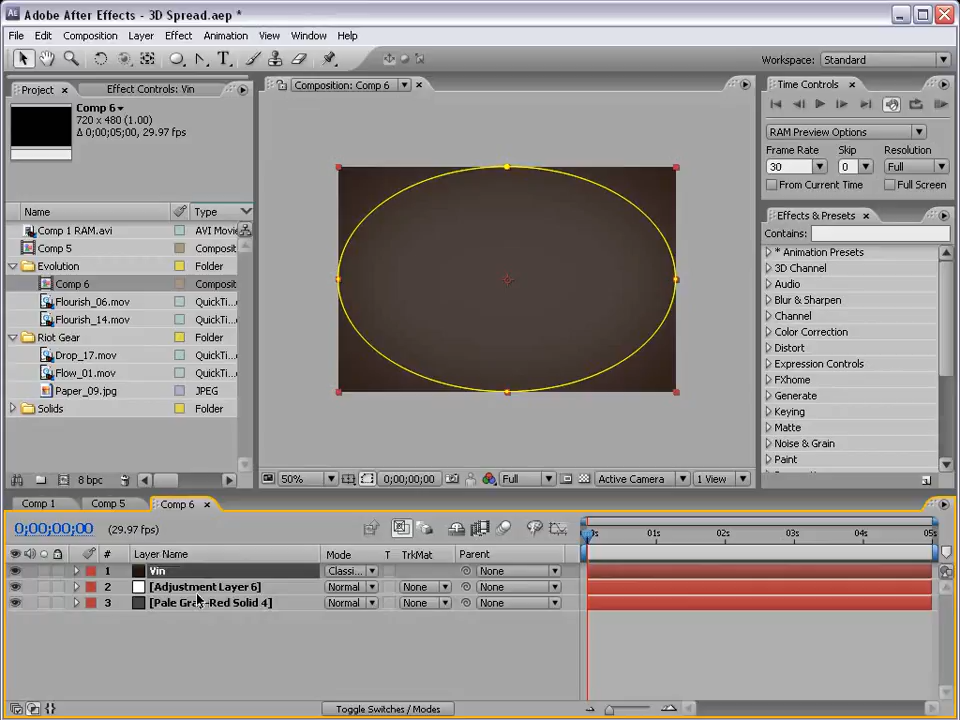 Adobe After Effects - 3D Spread.aep *
File Edit Composition Layer Effect Animation View Window Help
Workspace: Standard
Project Effect Controls: Vin
Comp 6
720 x 480 (1.00)
Δ 0;00;05;00, 29.97 fps
Name Type
Comp 1 RAM.avi AVI Movie
Comp 5 Composit
Evolution Folder
Comp 6 Composit
Flourish_06.mov QuickTi
Flourish_14.mov QuickTi
Riot Gear Folder
Drop_17.mov QuickTi
Flow_01.mov QuickTi
Paper_09.jpg JPEG
Solids Folder
8 bpc
Composition: Comp 6
50% 0;00;00;00 Full Active Camera 1 View
Time Controls
RAM Preview Options
Frame Rate Skip Resolution
30 0 Full
From Current Time Full Screen
Effects & Presets
Contains:
* Animation Presets
3D Channel
Audio
Blur & Sharpen
Channel
Color Correction
Distort
Expression Controls
FXhome
Generate
Keying
Matte
Noise & Grain
Paint
Comp 1 Comp 5 Comp 6
0;00;00;00 (29.97 fps)
# Layer Name Mode T TrkMat Parent
01s 02s 03s 04s 05s
1 Vin Classi... None
2 [Adjustment Layer 6] Normal None None
3 [Pale Gray-Red Solid 4] Normal None None
Toggle Switches / Modes